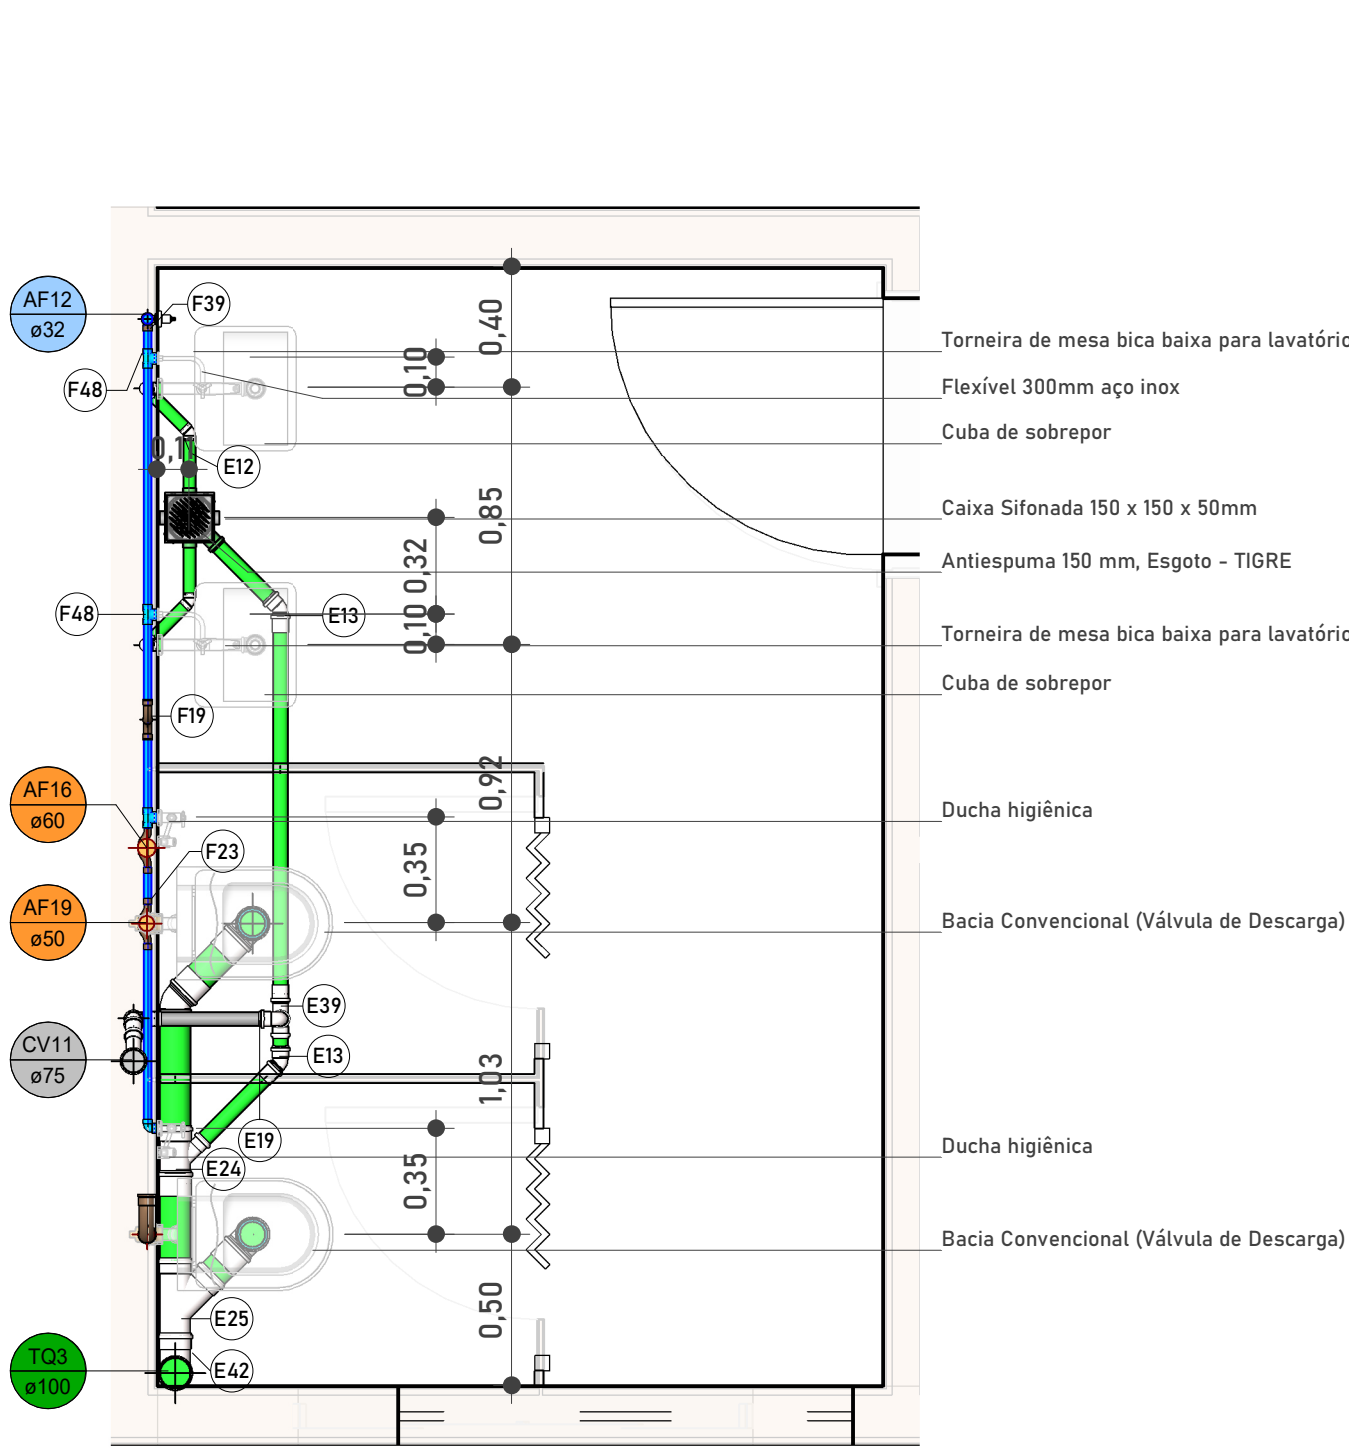 AF12
ø32
F39
F48
0,40
0,10
Torneira de mesa bica baixa para lavatório
Flexível 300mm aço inox
Cuba de sobrepor
E12
0,85
Caixa Sifonada 150 x 150 x 50mm
0,32
Antiespuma 150 mm, Esgoto - TIGRE
F48
E13
0,10
Torneira de mesa bica baixa para lavatório
Cuba de sobrepor
F19
0,92
AF16
ø60
Ducha higiênica
F23
0,35
AF19
ø50
Bacia Convencional (Válvula de Descarga)
E39
CV11
ø75
E13
1,03
E19
Ducha higiênica
E24
0,35
Bacia Convencional (Válvula de Descarga)
0,50
E25
TQ3
ø100
E42